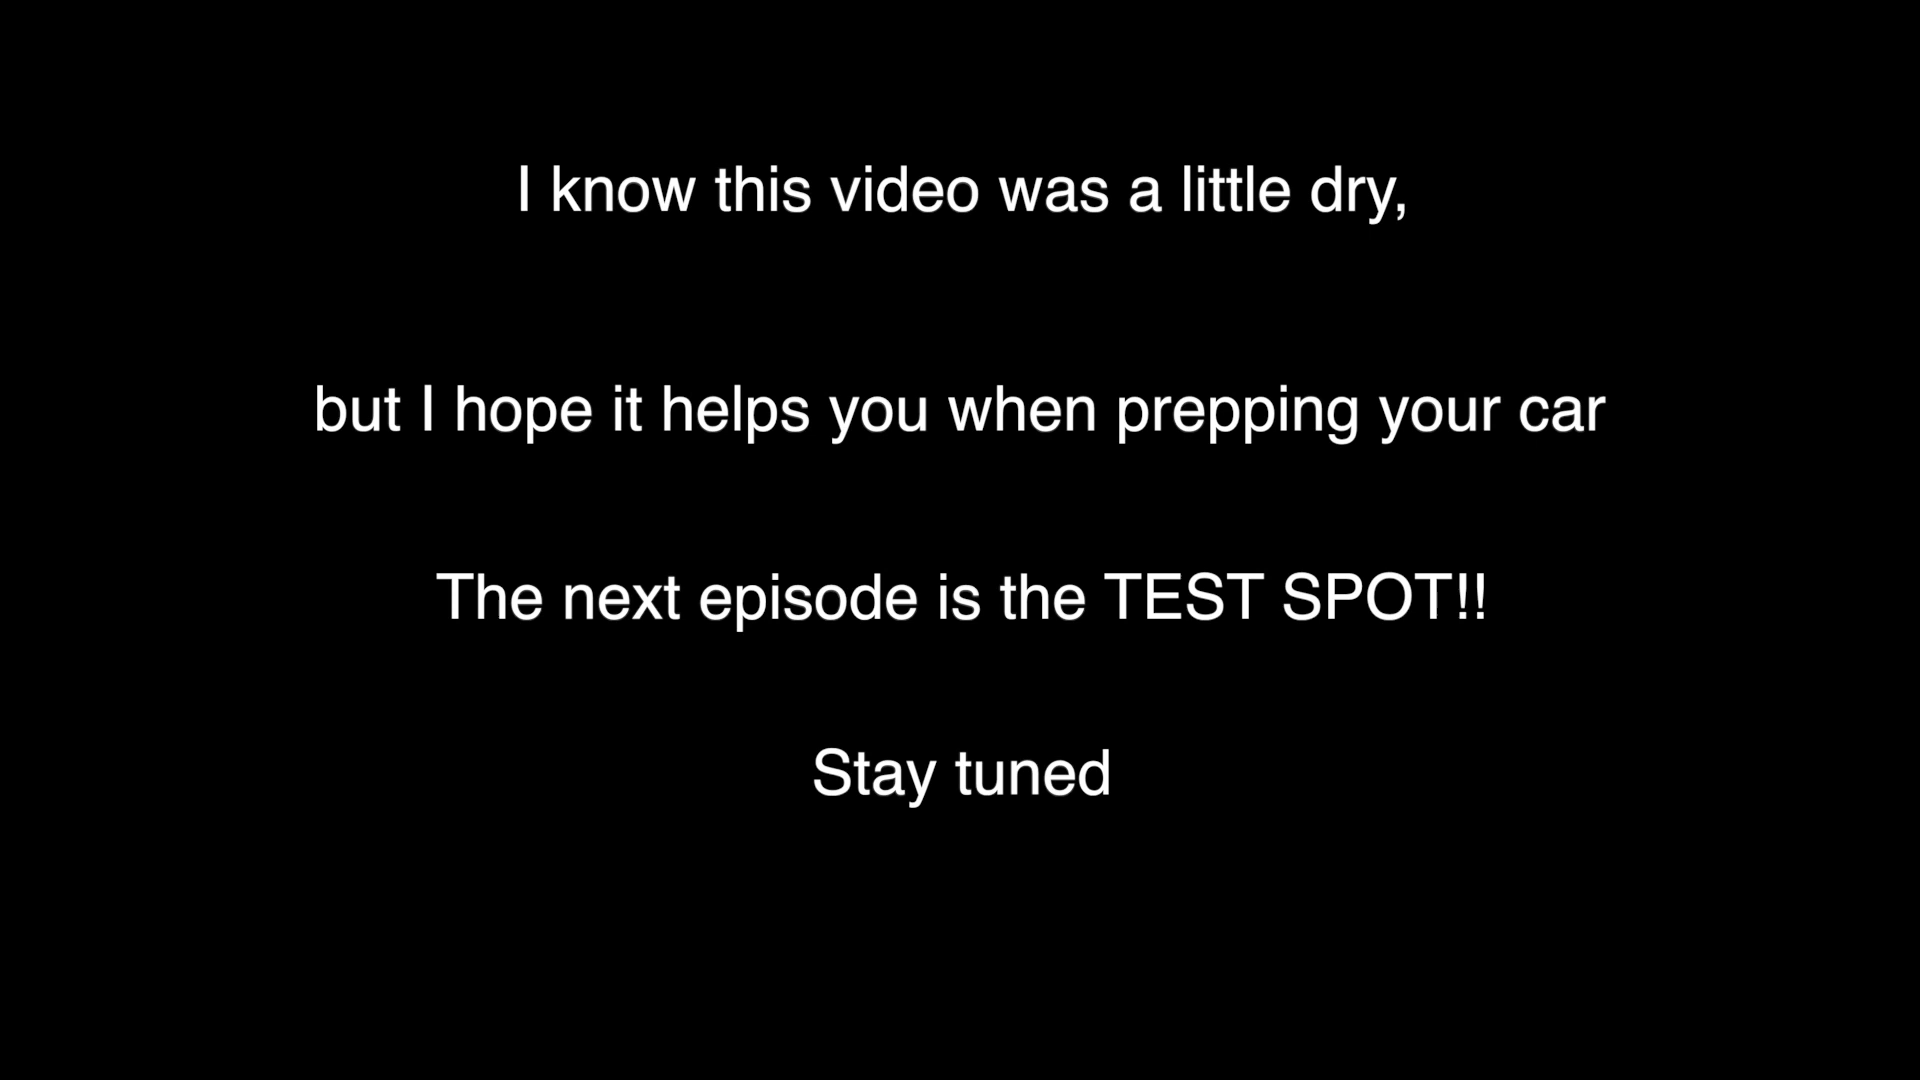 I know this video was a little dry,
but I hope it helps you when prepping your car
The next episode is the TEST SPOT!!
Stay tuned